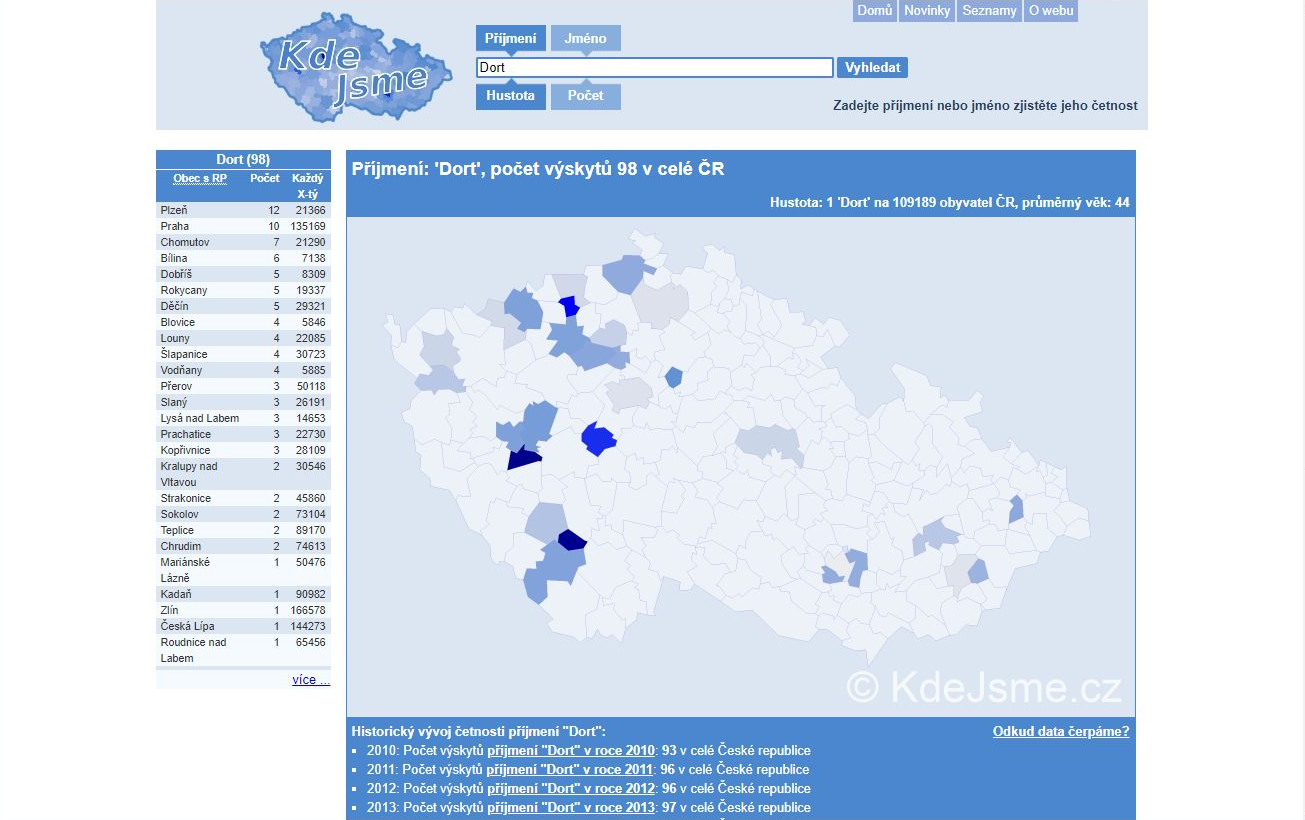 Domů Novinky Seznamy O webu
Kde
Jsme
Příjmení Jméno
Dort Vyhledat
Hustota Počet
Zadejte příjmení nebo jméno zjistěte jeho četnost
Dort (98)
Obec s RP Počet Každý
X-tý
Plzeň 12 21366
Praha 10 135169
Chomutov 7 21290
Bílina 6 7138
Dobříš 5 8309
Rokycany 5 19337
Děčín 5 29321
Blovice 4 5846
Louny 4 22085
Šlapanice 4 30723
Vodňany 4 5885
Přerov 3 50118
Slaný 3 26191
Lysá nad Labem 3 14653
Prachatice 3 22730
Kopřivnice 3 28109
Kralupy nad 2 30546
Vltavou
Strakonice 2 45860
Sokolov 2 73104
Teplice 2 89170
Chrudim 2 74613
Mariánské 1 50476
Lázně
Kadaň 1 90982
Zlín 1 166578
Česká Lípa 1 144273
Roudnice nad 1 65456
Labem
více ...
Příjmení: 'Dort', počet výskytů 98 v celé ČR
Hustota: 1 'Dort' na 109189 obyvatel ČR, průměrný věk: 44
© KdeJsme.cz
Historický vývoj četnosti příjmení "Dort": Odkud data čerpáme?
2010: Počet výskytů příjmení "Dort" v roce 2010: 93 v celé České republice
2011: Počet výskytů příjmení "Dort" v roce 2011: 96 v celé České republice
2012: Počet výskytů příjmení "Dort" v roce 2012: 96 v celé České republice
2013: Počet výskytů příjmení "Dort" v roce 2013: 97 v celé České republice